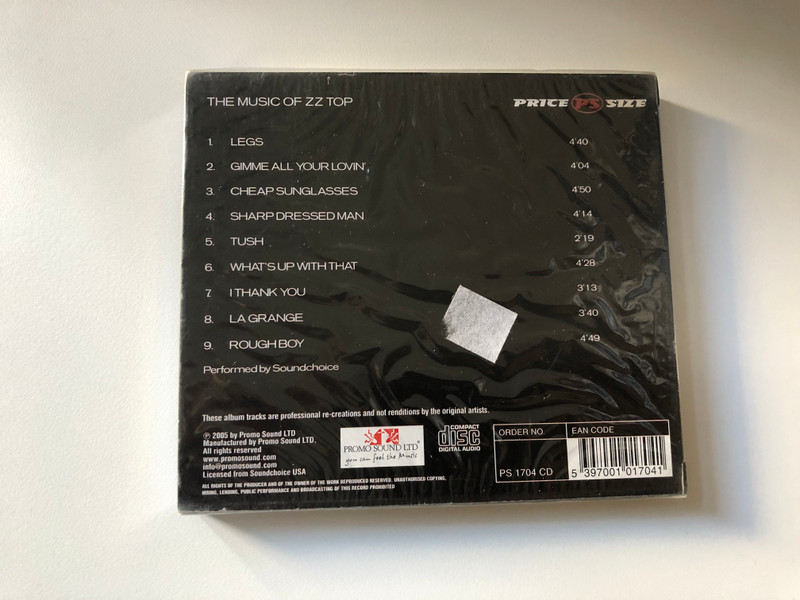 THE MUSIC OF ZZ TOP PRICE PS SIZE
1. LEGS 4'40
2. GIMME ALL YOUR LOVIN' 4'04
3. CHEAP SUNGLASSES 4'50
4. SHARP DRESSED MAN 4'14
5. TUSH 2'19
6. WHAT'S UP WITH THAT 4'28
7. I THANK YOU 3'13
8. LA GRANGE 3'40
9. ROUGH BOY 4'49
Performed by Soundchoice
These album tracks are professional re-creations and not renditions by the original artists.
℗ 2005 by Promo Sound LTD
Manufactured by Promo Sound LTD.
All rights reserved
www.promosound.com
info@promosound.com
Licensed from Soundchoice USA
ALL RIGHTS OF THE PRODUCER AND OF THE OWNER OF THE WORK REPRODUCED RESERVED. UNAUTHORISED COPYING,
HIRING, LENDING, PUBLIC PERFORMANCE AND BROADCASTING OF THIS RECORD PROHIBITED
PROMO SOUND LTD
you can feel the Music
COMPACT
disc
DIGITAL AUDIO
ORDER NO. EAN CODE
PS 1704 CD 5 397001 017041